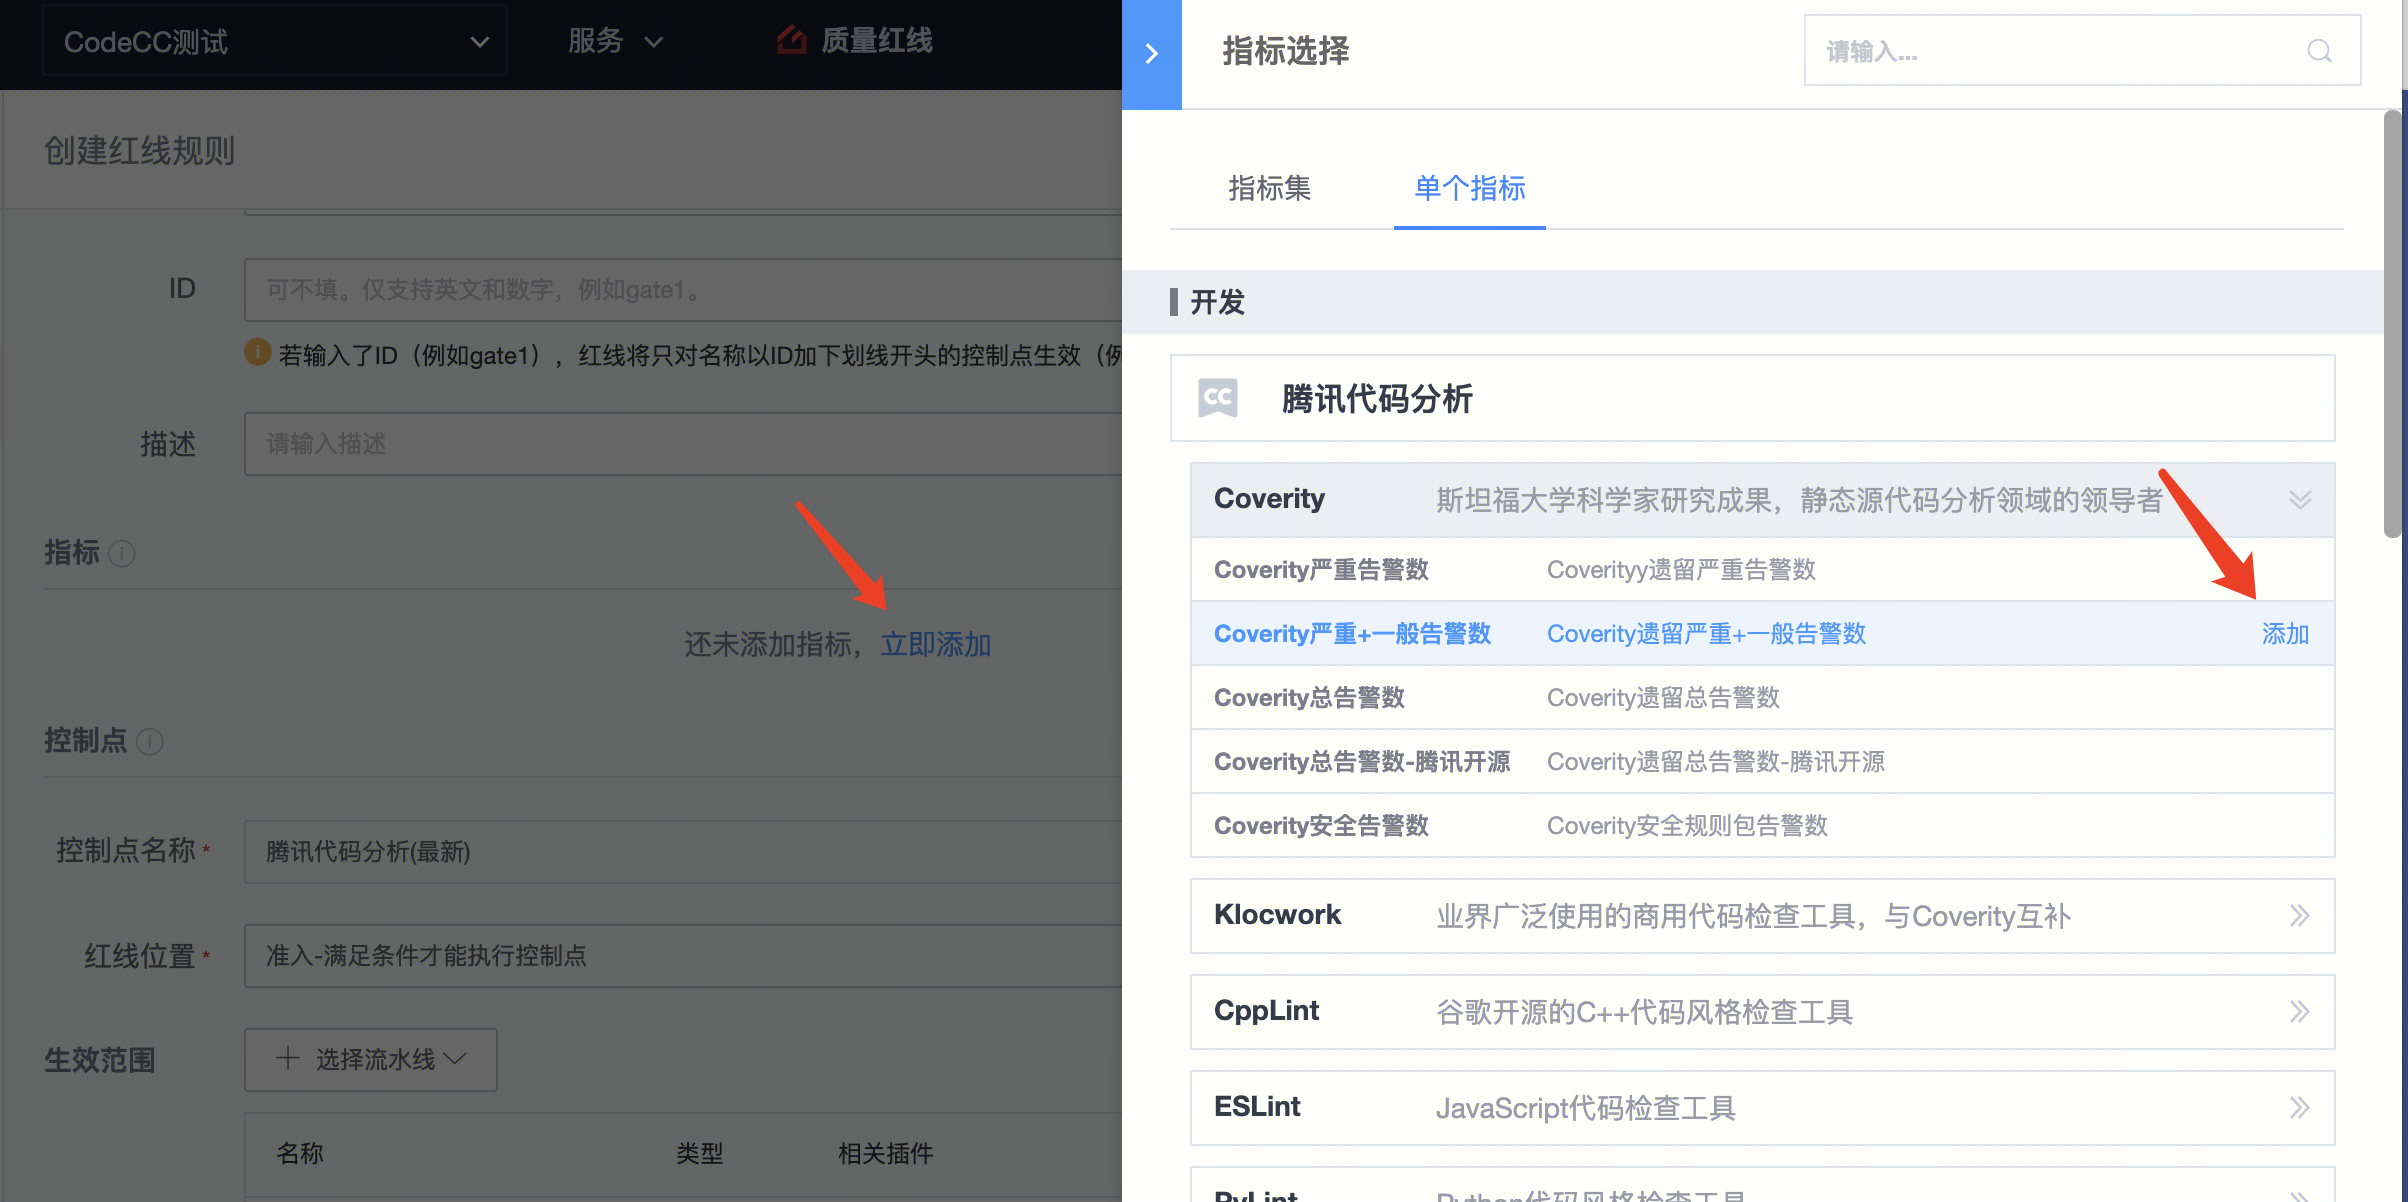 CodeCC测试
服务
质量红线
创建红线规则
ID
可不填。仅支持英文和数字，例如gate1。
若输入了ID（例如gate1），红线将只对名称以ID加下划线开头的控制点生效（例
描述
请输入描述
指标
还未添加指标，立即添加
控制点
控制点名称*
腾讯代码分析(最新)
红线位置*
准入-满足条件才能执行控制点
生效范围
选择流水线
名称 类型 相关插件
指标选择
请输入...
指标集 单个指标
开发
CC 腾讯代码分析
Coverity 斯坦福大学科学家研究成果，静态源代码分析领域的领导者
Coverity严重告警数 Coverityy遗留严重告警数
Coverity严重+一般告警数 Coverity遗留严重+一般告警数 添加
Coverity总告警数 Coverity遗留总告警数
Coverity总告警数-腾讯开源 Coverity遗留总告警数-腾讯开源
Coverity安全告警数 Coverity安全规则包告警数
Klocwork 业界广泛使用的商用代码检查工具，与Coverity互补
CppLint 谷歌开源的C++代码风格检查工具
ESLint JavaScript代码检查工具
PyLint Python代码风格检查工具